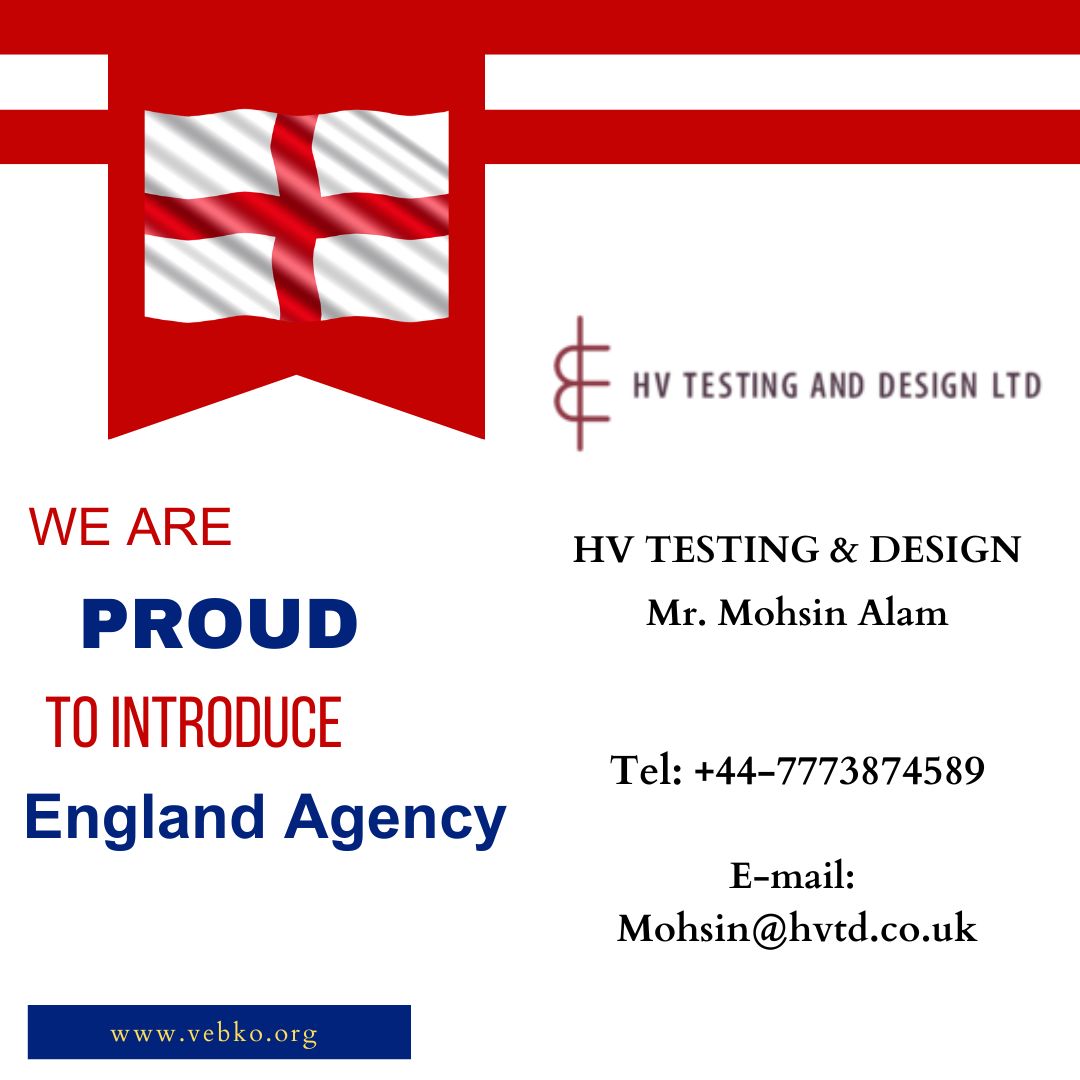 HV TESTING AND DESIGN LTD
WE ARE
PROUD
TO INTRODUCE
England Agency
HV TESTING & DESIGN
Mr. Mohsin Alam
Tel: +44-7773874589
E-mail:
Mohsin@hvtd.co.uk
www.vebko.org